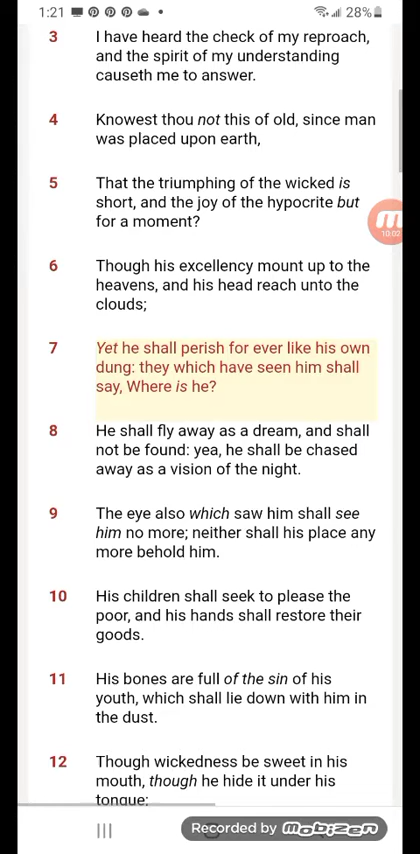 1:21 28%
3 I have heard the check of my reproach,
and the spirit of my understanding
causeth me to answer.
4 Knowest thou not this of old, since man
was placed upon earth,
5 That the triumphing of the wicked is
short, and the joy of the hypocrite but
for a moment?
10:02
6 Though his excellency mount up to the
heavens, and his head reach unto the
clouds;
7 Yet he shall perish for ever like his own
dung: they which have seen him shall
say, Where is he?
8 He shall fly away as a dream, and shall
not be found: yea, he shall be chased
away as a vision of the night.
9 The eye also which saw him shall see
him no more; neither shall his place any
more behold him.
10 His children shall seek to please the
poor, and his hands shall restore their
goods.
11 His bones are full of the sin of his
youth, which shall lie down with him in
the dust.
12 Though wickedness be sweet in his
mouth, though he hide it under his
tongue;
Recorded by mobizen